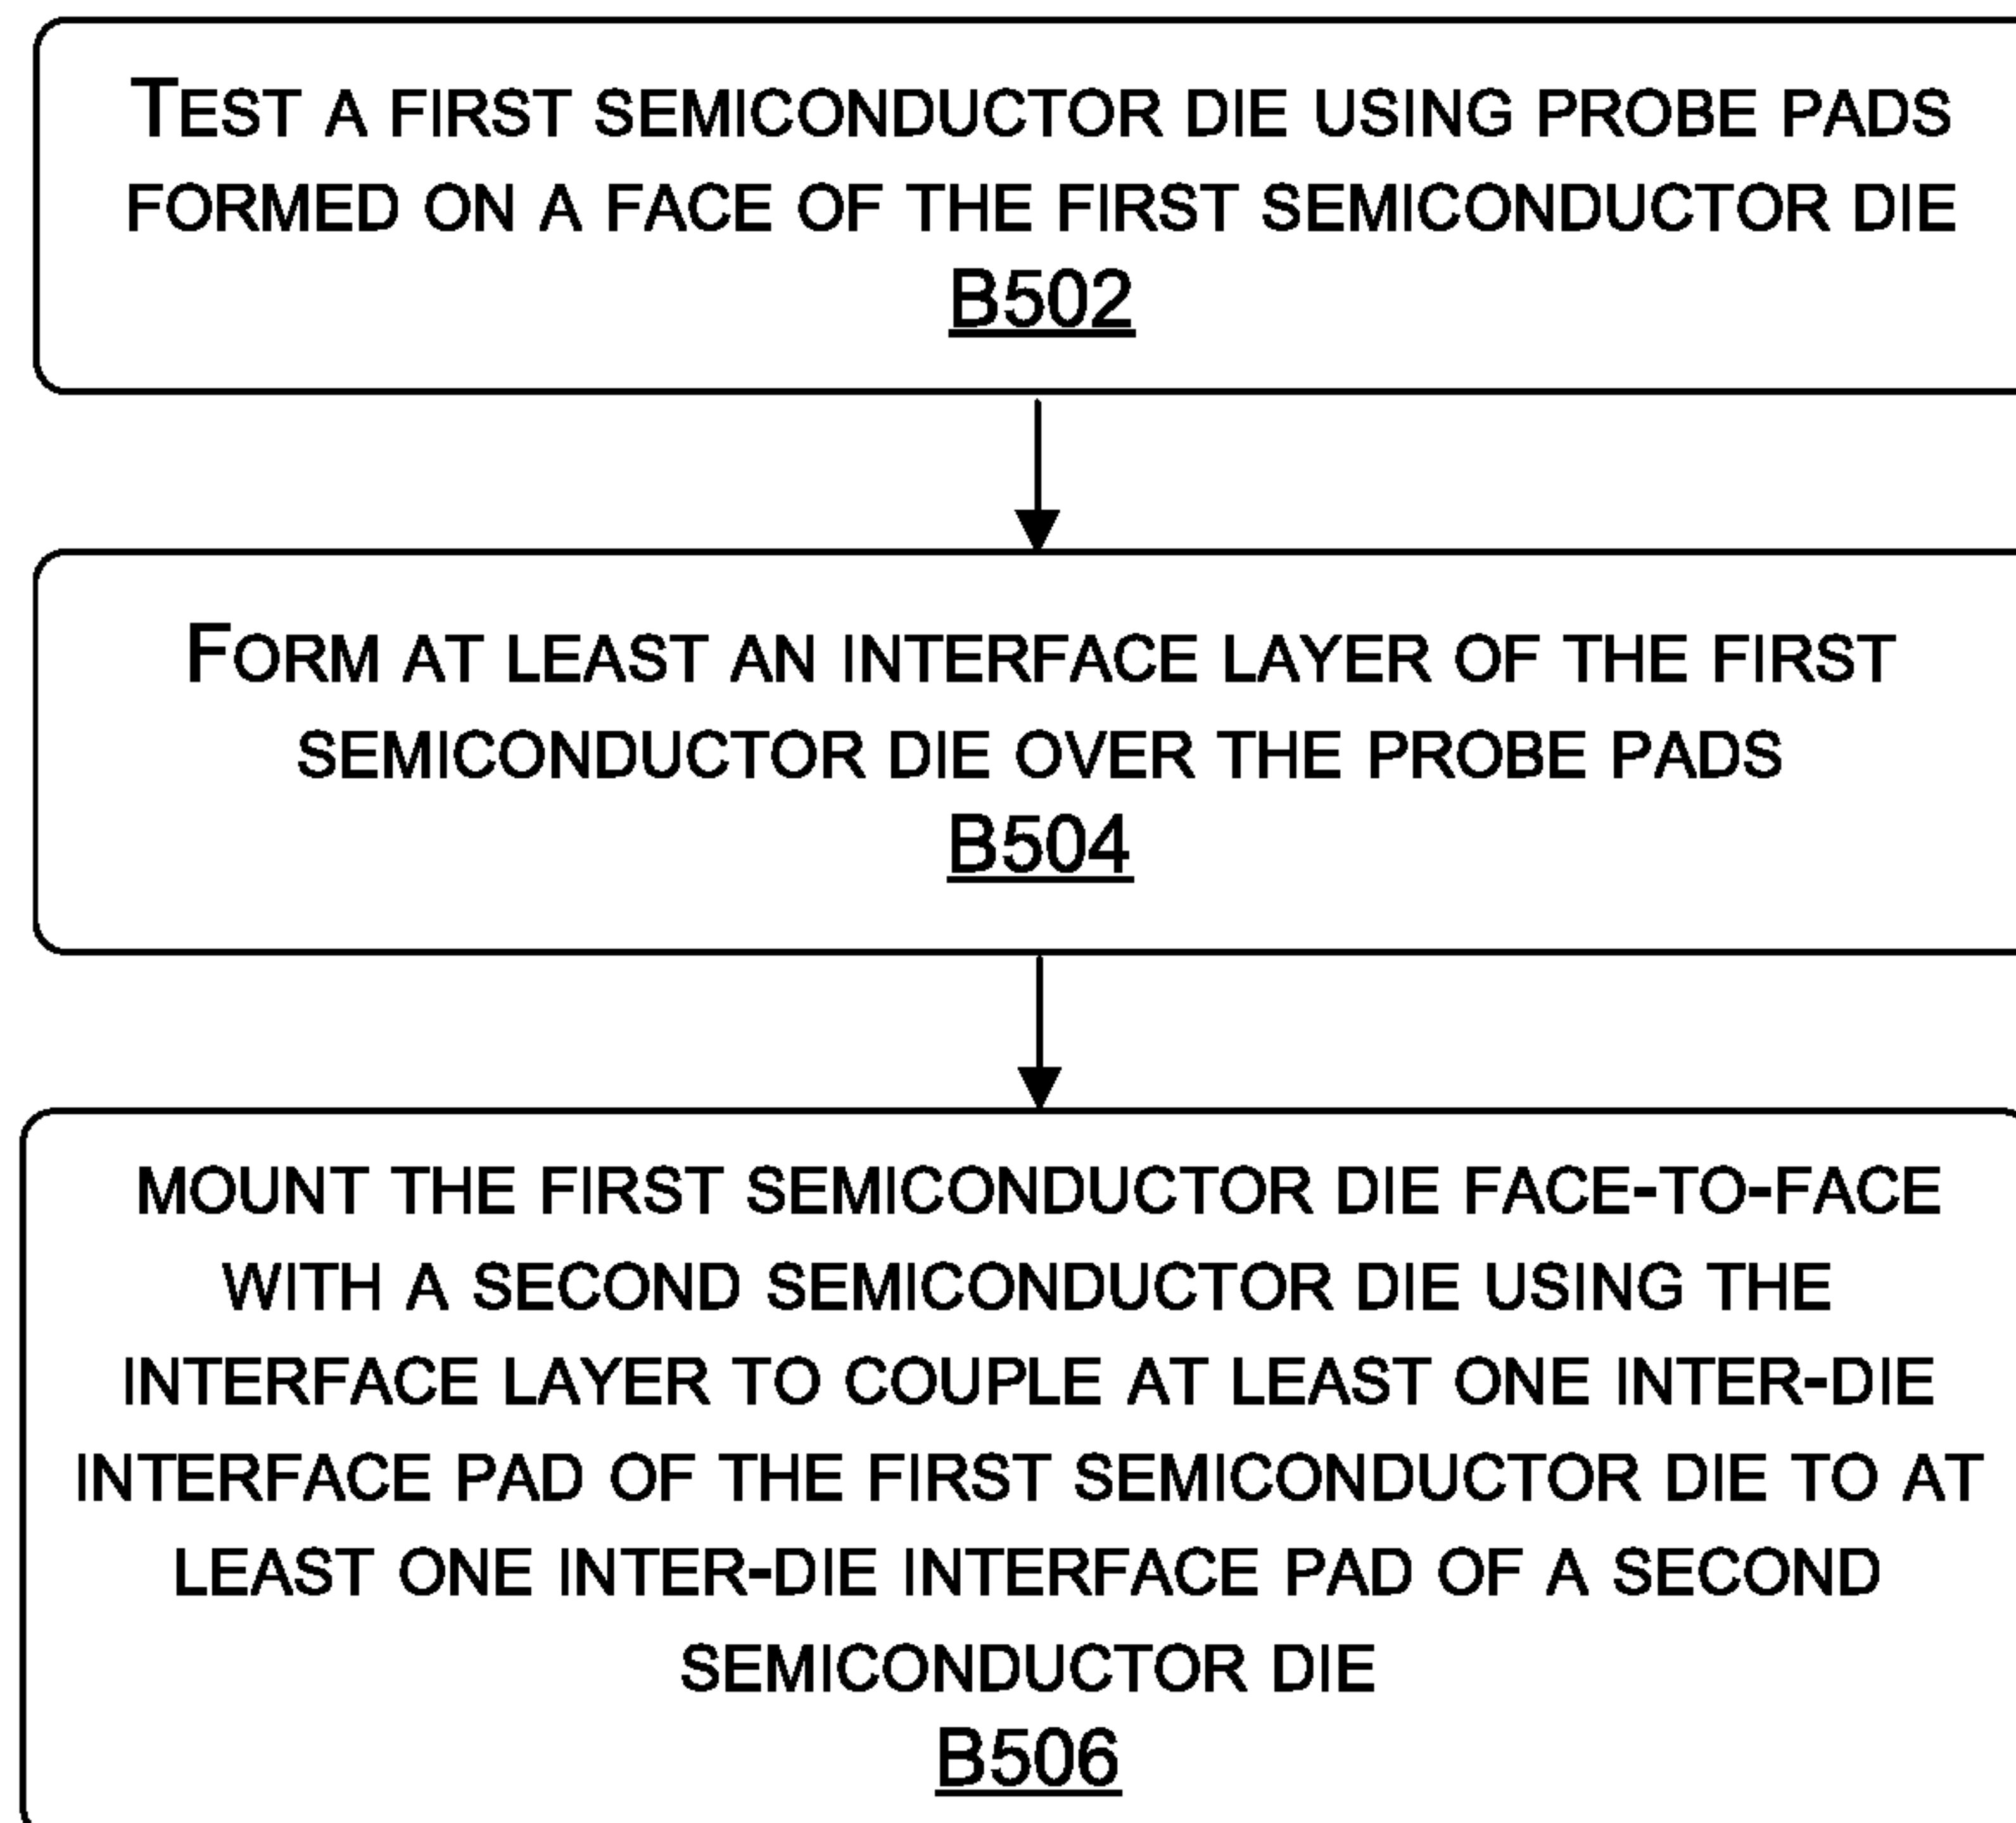 TEST A FIRST SEMICONDUCTOR DIE USING PROBE PADS
FORMED ON A FACE OF THE FIRST SEMICONDUCTOR DIE
B502
FORM AT LEAST AN INTERFACE LAYER OF THE FIRST
SEMICONDUCTOR DIE OVER THE PROBE PADS
B504
MOUNT THE FIRST SEMICONDUCTOR DIE FACE-TO-FACE
WITH A SECOND SEMICONDUCTOR DIE USING THE
INTERFACE LAYER TO COUPLE AT LEAST ONE INTER-DIE
INTERFACE PAD OF THE FIRST SEMICONDUCTOR DIE TO AT
LEAST ONE INTER-DIE INTERFACE PAD OF A SECOND
SEMICONDUCTOR DIE
B506